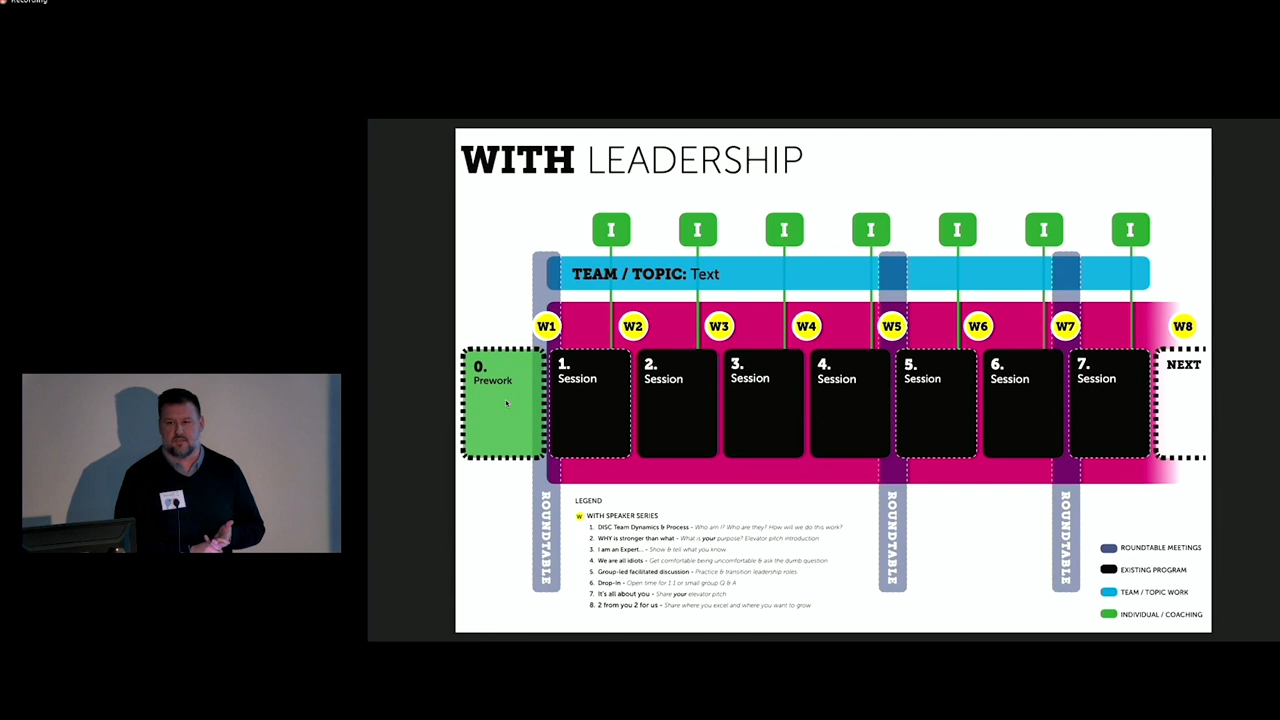 Recording
WITH LEADERSHIP
I I I I I I I
TEAM / TOPIC: Text
W1 W2 W3 W4 W5 W6 W7 W8
0.
Prework
1.
Session
2.
Session
3.
Session
4.
Session
5.
Session
6.
Session
7.
Session
NEXT
ROUNDTABLE
ROUNDTABLE
ROUNDTABLE
LEGEND
W WITH SPEAKER SERIES
1. DISC Team Dynamics & Process - Who am I? Who are they? How will we do this work?
2. WHY is stronger than what - What is your purpose? Elevator pitch introduction
3. I am an Expert... - Show & tell what you know
4. We are all idiots - Get comfortable being uncomfortable & ask the dumb question
5. Group-led facilitated discussion - Practice & transition leadership roles
6. Drop-In - Open time for 1:1 or small group Q & A
7. It's all about you - Share your elevator pitch
8. 2 from you 2 for us - Share where you excel and where you want to grow
ROUNDTABLE MEETINGS
EXISTING PROGRAM
TEAM / TOPIC WORK
INDIVIDUAL / COACHING